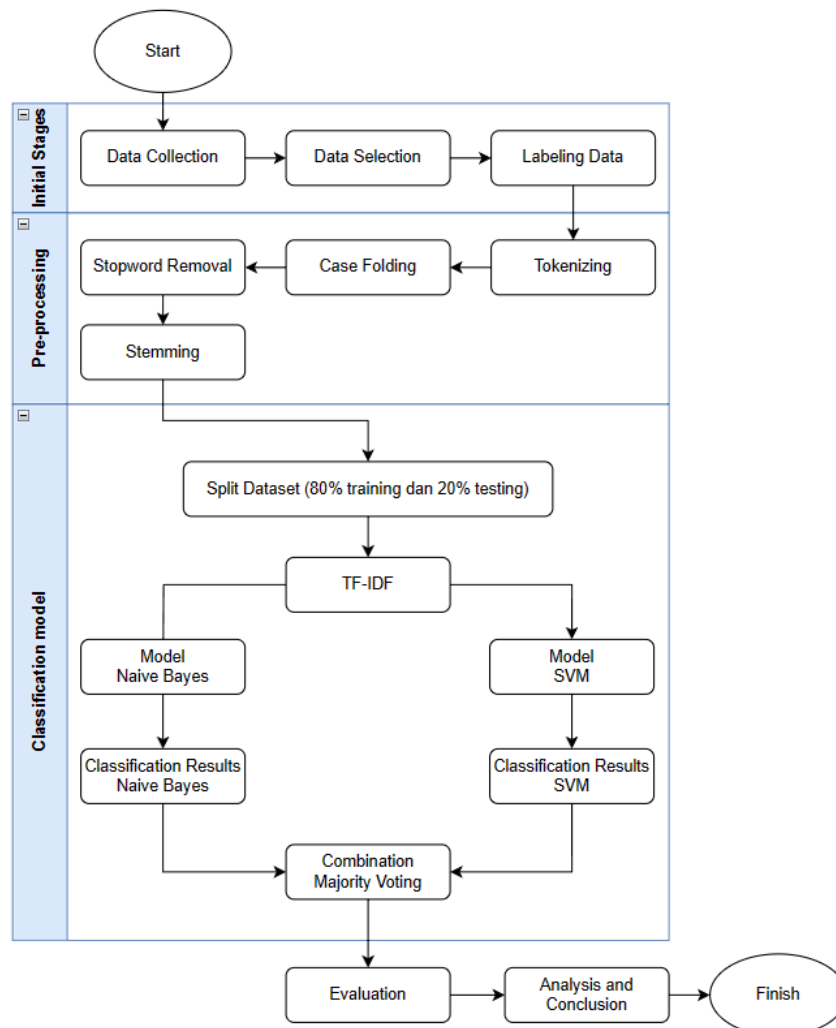 Start
Initial Stages
Data Collection
Data Selection
Labeling Data
Pre-processing
Stopword Removal
Case Folding
Tokenizing
Stemming
Classification model
Split Dataset (80% training dan 20% testing)
TF-IDF
Model
Naive Bayes
Model
SVM
Classification Results
Naive Bayes
Classification Results
SVM
Combination
Majority Voting
Evaluation
Analysis and
Conclusion
Finish